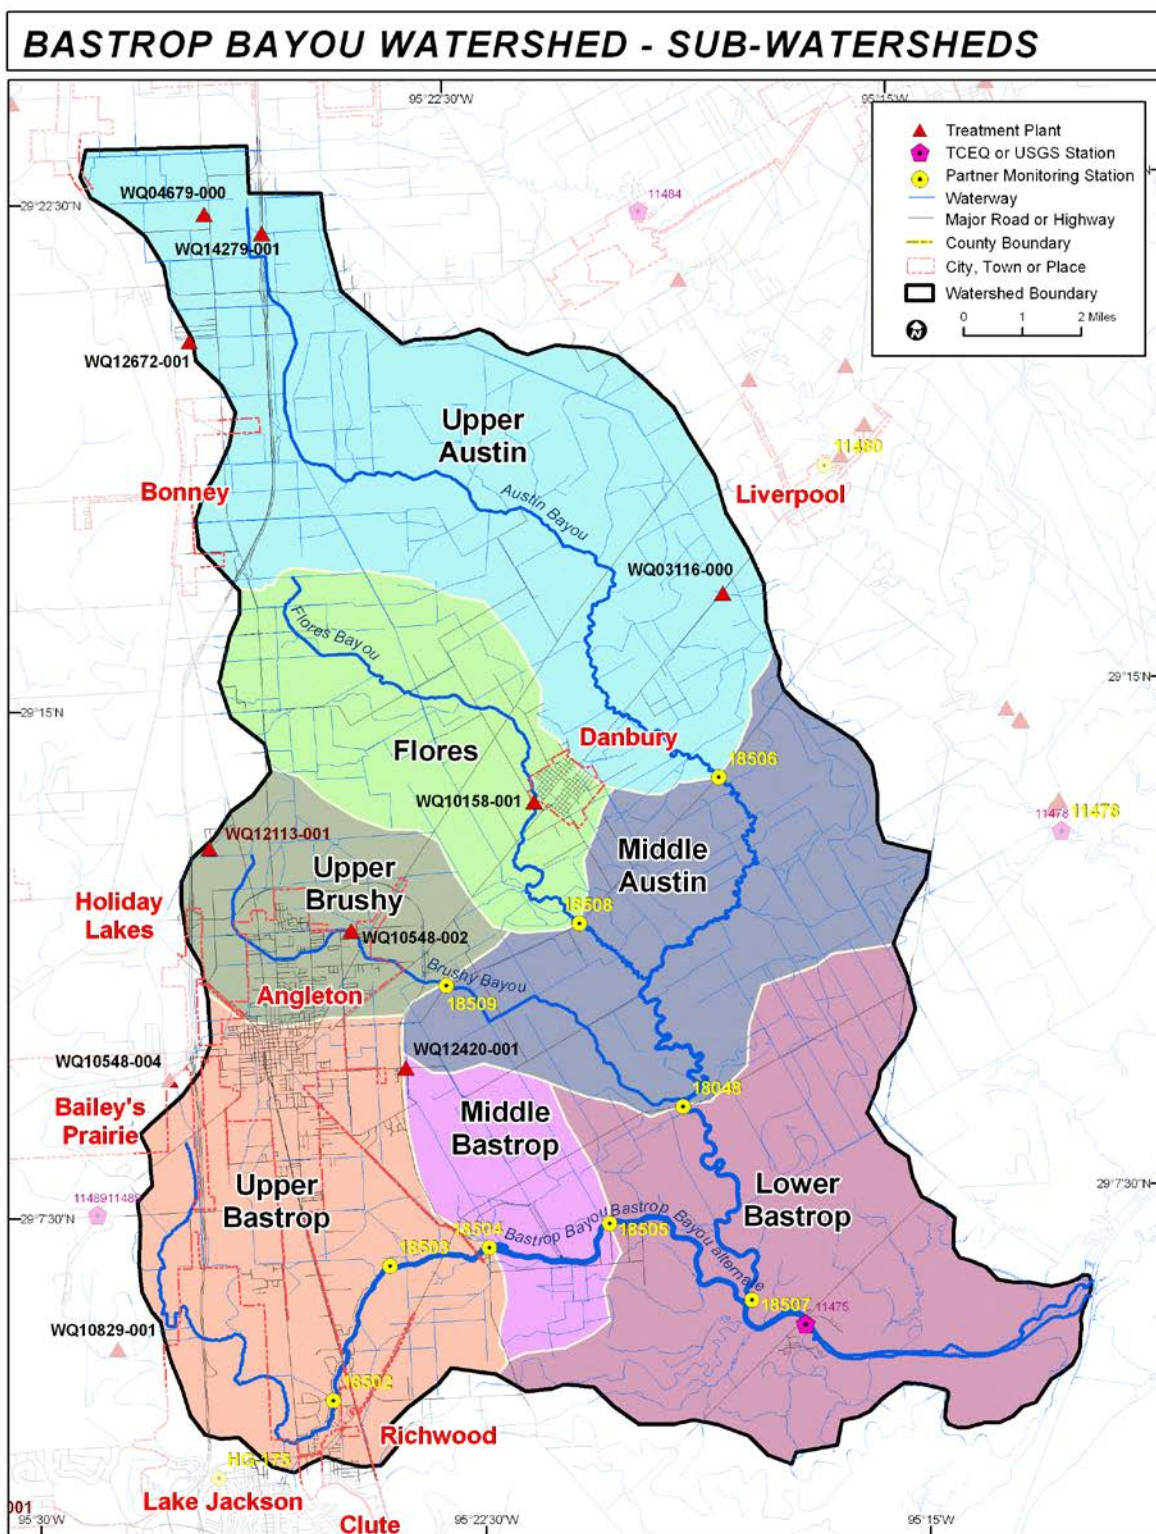 BASTROP BAYOU WATERSHED - SUB-WATERSHEDS
95°22'30"W
95°15'W
Treatment Plant
TCEQ or USGS Station
Partner Monitoring Station
Waterway
Major Road or Highway
County Boundary
City, Town or Place
Watershed Boundary
0 1 2 Miles
N
WQ04679-000
11484
29°22'30"N
WQ14279-001
WQ12672-001
Upper
Austin
11480
Bonney
Austin Bayou
Liverpool
WQ03116-000
Flores Bayou
29°15'N
29°15'N
Flores
Danbury
18506
WQ10158-001
11478
11478
WQ12113-001
Upper
Brushy
Middle
Austin
Holiday
Lakes
18508
WQ10548-002
Brushy Bayou
Angleton
18509
WQ12420-001
WQ10548-004
Bailey's
Prairie
Middle
Bastrop
18048
Upper
Bastrop
Lower
Bastrop
29°7'30"N
29°7'30"N
18504
Bastrop Bayou
Bastrop Bayou alternate
18505
18503
18507
11475
WQ10829-001
18502
Richwood
HG-175
Lake Jackson
Clute
001
95°30'W
95°22'30"W
95°15'W